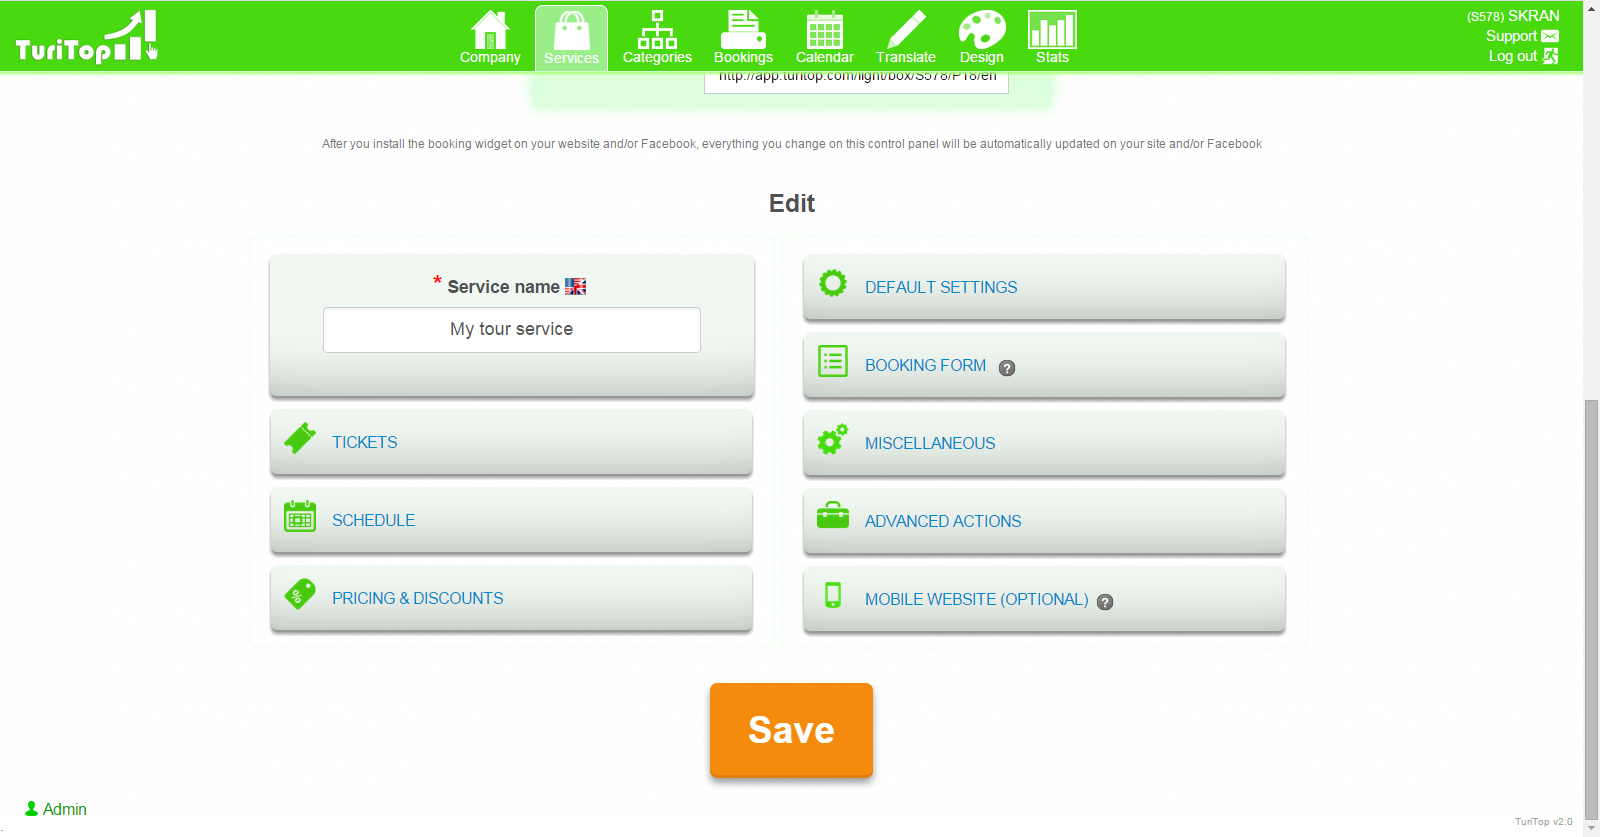 TuriTop
Company
Services
Categories
Bookings
Calendar
Translate
Design
Stats
(S578) SKRAN
Support
Log out
http://app.turitop.com/light/box/S578/P18/en
After you install the booking widget on your website and/or Facebook, everything you change on this control panel will be automatically updated on your site and/or Facebook
Edit
* Service name
My tour service
TICKETS
SCHEDULE
% PRICING & DISCOUNTS
DEFAULT SETTINGS
BOOKING FORM ?
MISCELLANEOUS
ADVANCED ACTIONS
MOBILE WEBSITE (OPTIONAL) ?
Save
Admin
TuriTop v2.0